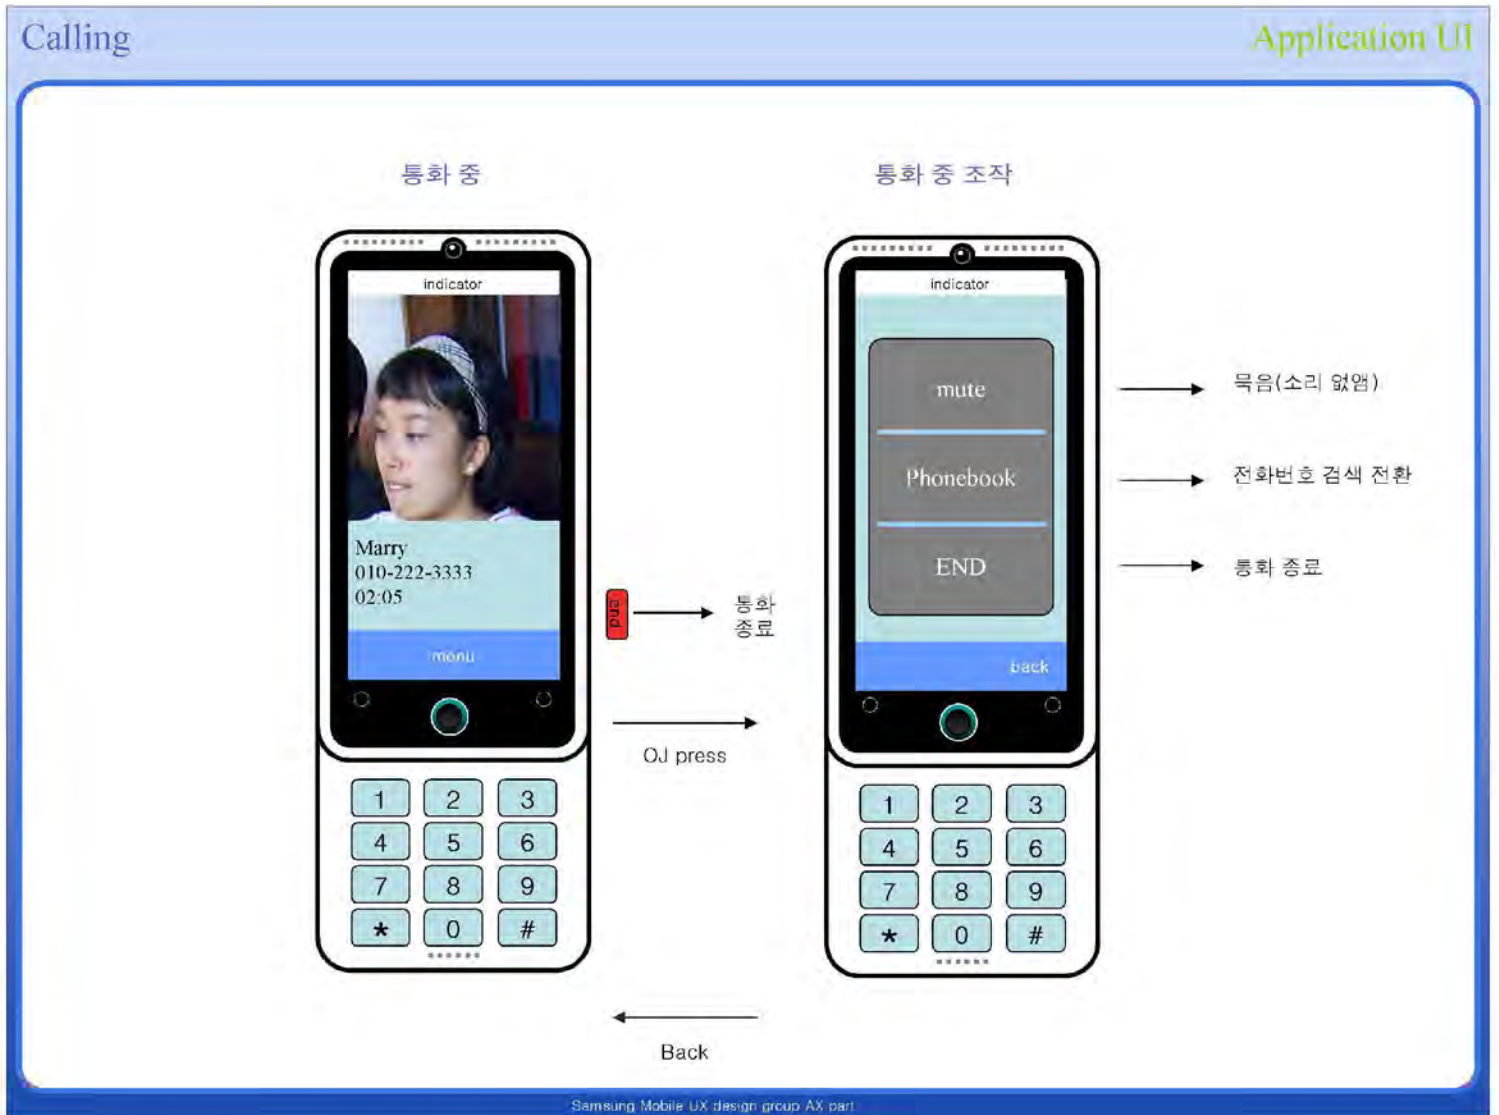 Calling
Application UI
통화 중
통화 중 조작
indicator
Marry
010-222-3333
02:05
menu
1 2 3
4 5 6
7 8 9
* 0 #
end
통화
종료
OJ press
Back
indicator
mute
Phonebook
END
back
1 2 3
4 5 6
7 8 9
* 0 #
묵음(소리 없앰)
전화번호 검색 전환
통화 종료
Samsung Mobile UX design group AX part